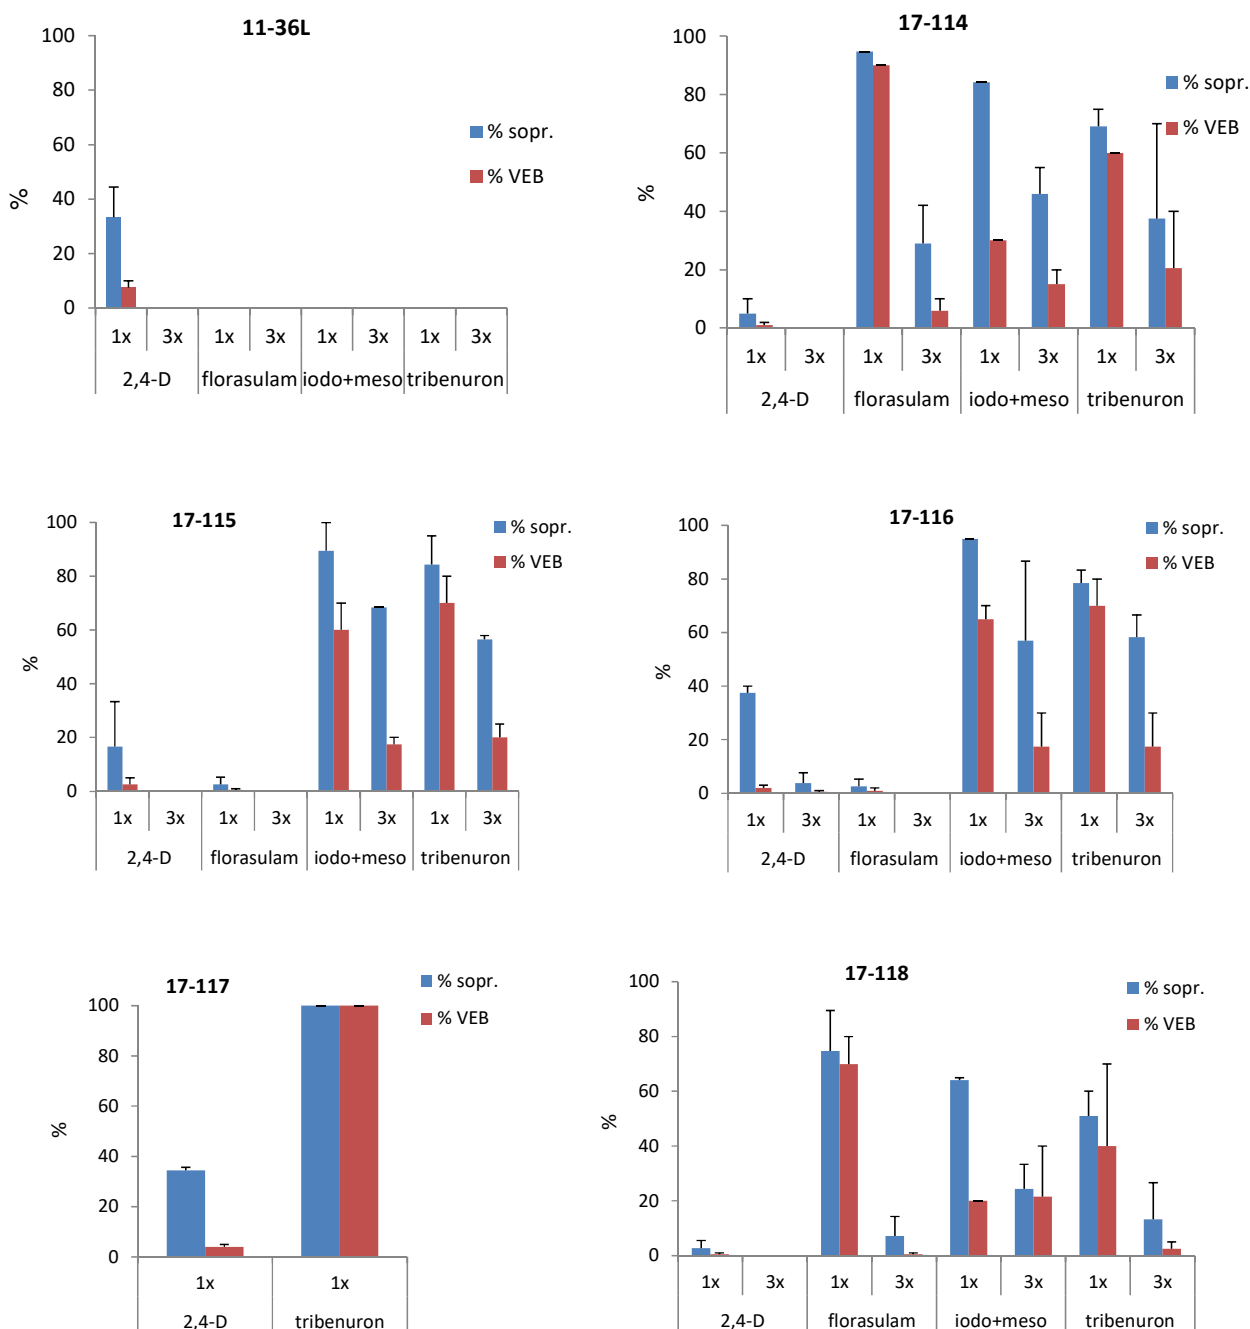 11-36L
100
80
60
40
20
0
%
% sopr.
% VEB
1x 3x 1x 3x 1x 3x 1x 3x
2,4-D florasulam iodo+meso tribenuron
17-114
100
80
60
40
20
0
%
% sopr.
% VEB
1x 3x 1x 3x 1x 3x 1x 3x
2,4-D florasulam iodo+meso tribenuron
17-115
100
80
60
40
20
0
%
% sopr.
% VEB
1x 3x 1x 3x 1x 3x 1x 3x
2,4-D florasulam iodo+meso tribenuron
17-116
100
80
60
40
20
0
%
% sopr.
% VEB
1x 3x 1x 3x 1x 3x 1x 3x
2,4-D florasulam iodo+meso tribenuron
17-117
100
80
60
40
20
0
%
% sopr.
% VEB
1x 1x
2,4-D tribenuron
17-118
100
80
60
40
20
0
%
% sopr.
% VEB
1x 3x 1x 3x 1x 3x 1x 3x
2,4-D florasulam iodo+meso tribenuron